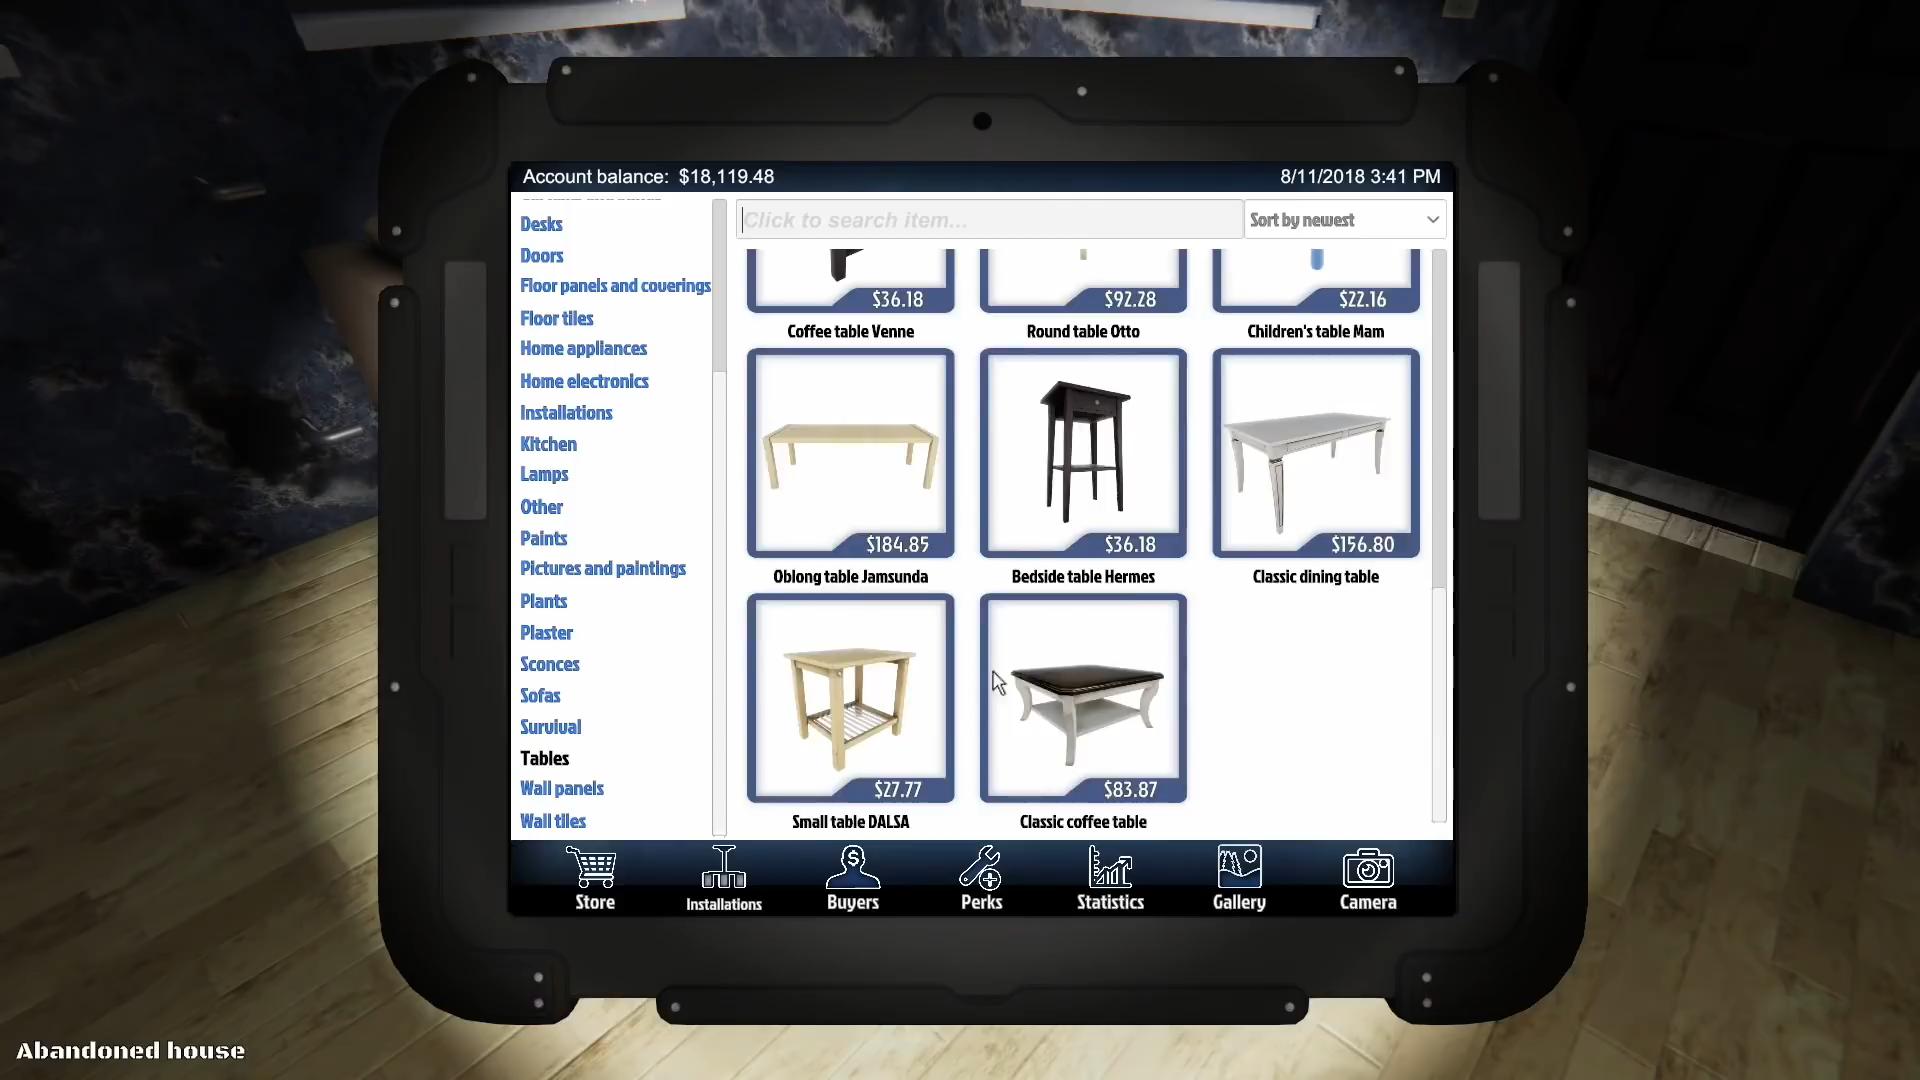 Account balance: $18,119.48
8/11/2018 3:41 PM
Desks
Doors
Floor panels and coverings
Floor tiles
Home appliances
Home electronics
Installations
Kitchen
Lamps
Other
Paints
Pictures and paintings
Plants
Plaster
Sconces
Sofas
Survival
Tables
Wall panels
Wall tiles
Click to search item...
Sort by newest
$36.18
$92.28
$22.16
Coffee table Venne
Round table Otto
Children's table Mam
$184.85
$36.18
$156.80
Oblong table Jamsunda
Bedside table Hermes
Classic dining table
$27.77
$83.87
Small table DALSA
Classic coffee table
Store
Installations
Buyers
Perks
Statistics
Gallery
Camera
Abandoned house